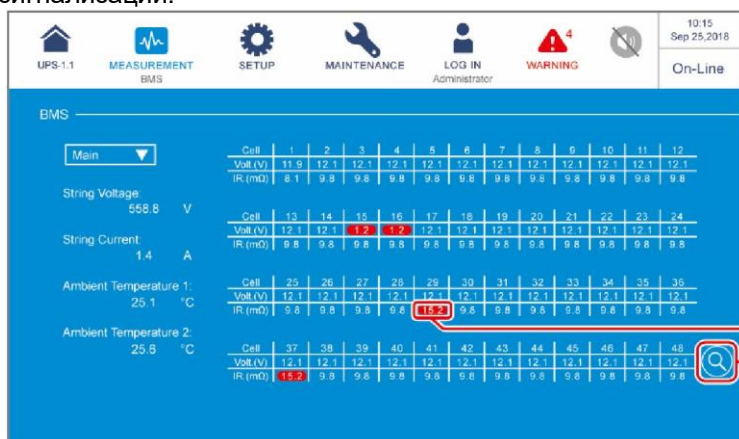 сигнализации.
10:15
Sep 25,2018
4
UPS-1.1 MEASUREMENT SETUP MAINTENANCE LOG IN WARNING
BMS Administrator On-Line
BMS
Main
String Voltage:
558.8 V
String Current:
1.4 A
Ambient Temperature 1:
25.1 °C
Ambient Temperature 2:
25.6 °C
Cell 1 2 3 4 5 6 7 8 9 10 11 12
Volt.(V) 11.9 12.1 12.1 12.1 12.1 12.1 12.1 12.1 12.1 12.1 12.1 12.1
IR.(mΩ) 8.1 9.8 9.8 9.8 9.8 9.8 9.8 9.8 9.8 9.8 9.8 9.8
Cell 13 14 15 16 17 18 19 20 21 22 23 24
Volt.(V) 12.1 12.1 1.2 1.2 12.1 12.1 12.1 12.1 12.1 12.1 12.1 12.1
IR.(mΩ) 9.8 9.8 9.8 9.8 9.8 9.8 9.8 9.8 9.8 9.8 9.8 9.8
Cell 25 26 27 28 29 30 31 32 33 34 35 36
Volt.(V) 12.1 12.1 12.1 12.1 12.1 12.1 12.1 12.1 12.1 12.1 12.1 12.1
IR.(mΩ) 9.8 9.8 9.8 9.8 15.2 9.8 9.8 9.8 9.8 9.8 9.8 9.8
Cell 37 38 39 40 41 42 43 44 45 46 47 48
Volt.(V) 12.1 12.1 12.1 12.1 12.1 12.1 12.1 12.1 12.1 12.1 12.1 12.1
IR.(mΩ) 15.2 9.8 9.8 9.8 9.8 9.8 9.8 9.8 9.8 9.8 9.8 9.8